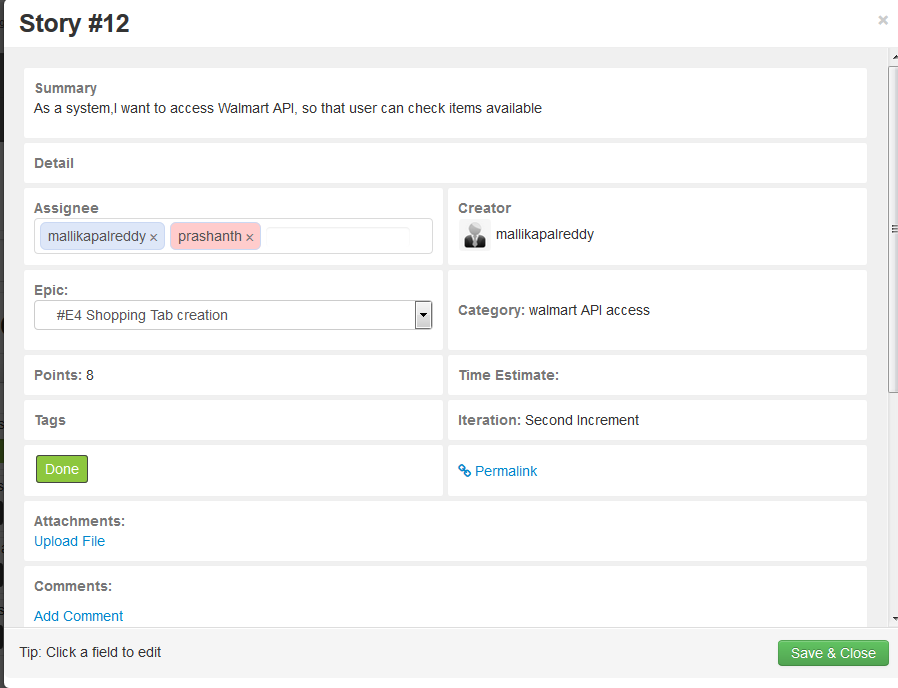 Story #12
×
Summary
As a system,I want to access Walmart API, so that user can check items available
Detail
Assignee
mallikapalreddy × prashanth ×
Creator
mallikapalreddy
Epic:
#E4 Shopping Tab creation
Category: walmart API access
Points: 8
Time Estimate:
Tags
Iteration: Second Increment
Done
Permalink
Attachments:
Upload File
Comments:
Add Comment
Tip: Click a field to edit
Save & Close